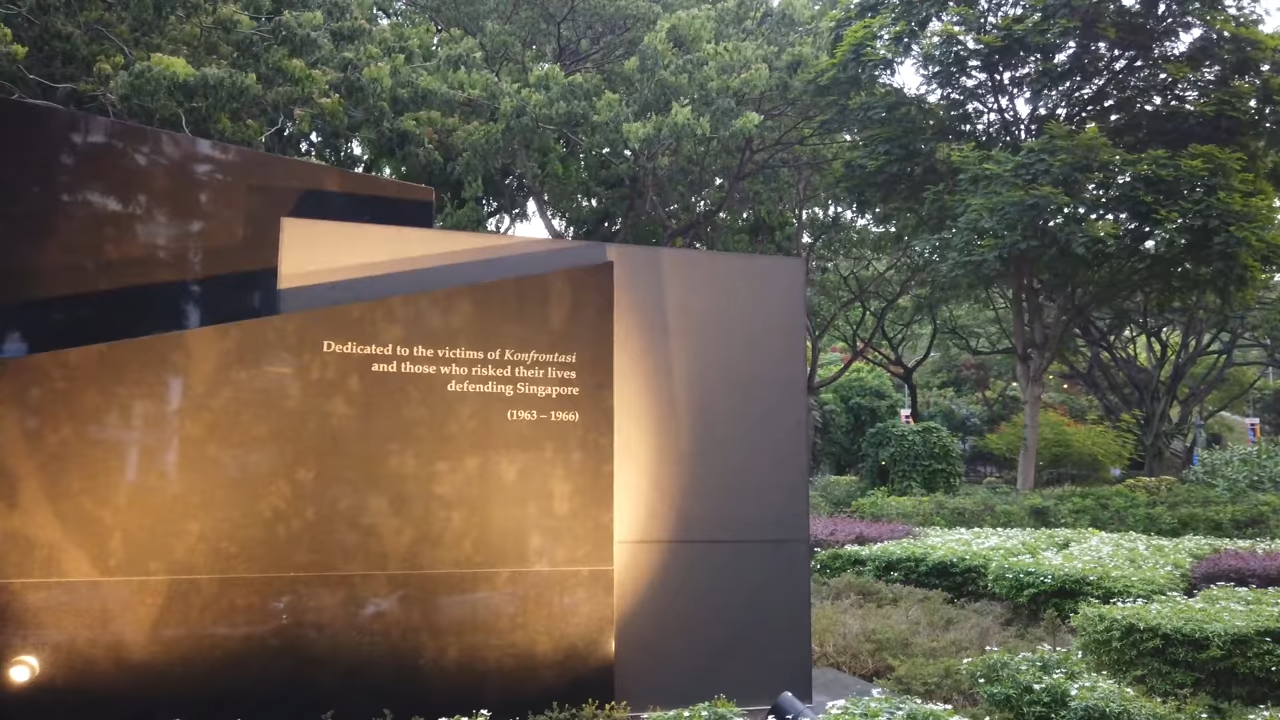 Dedicated to the victims of Konfrontasi
and those who risked their lives
defending Singapore
(1963 – 1966)